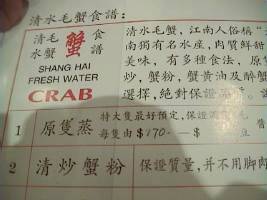 清水毛蟹食譜:
清毛 蟹 食
水蟹 譜
SHANG HAI
FRESH WATER
CRAB
清水毛蟹,江南人俗稱
南獨有名水產,肉質鮮甜
美味,有多種食法,原
炒,蟹粉,蟹黃油及醉蟹
選擇,絕對保證
1 原隻蒸 特大隻最好預定,保證
每隻由$170-—$
2 清炒蟹粉 保證質量,並不用脚